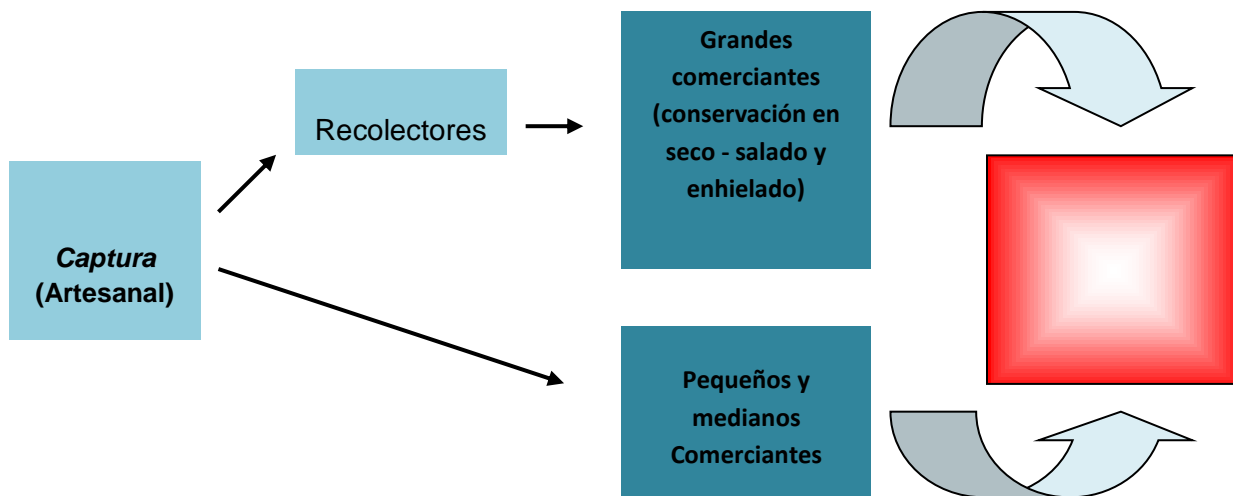 Captura
(Artesanal)
Recolectores
Grandes
comerciantes
(conservación en
seco - salado y
enhielado)
Pequeños y
medianos
Comerciantes